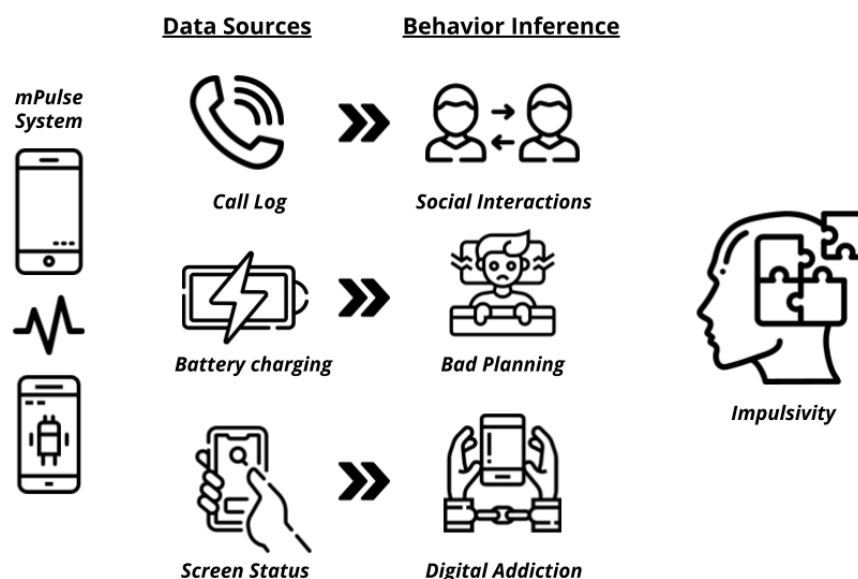 Data Sources
Behavior Inference
mPulse
System
Call Log
Social Interactions
Battery charging
Bad Planning
Impulsivity
Screen Status
Digital Addiction